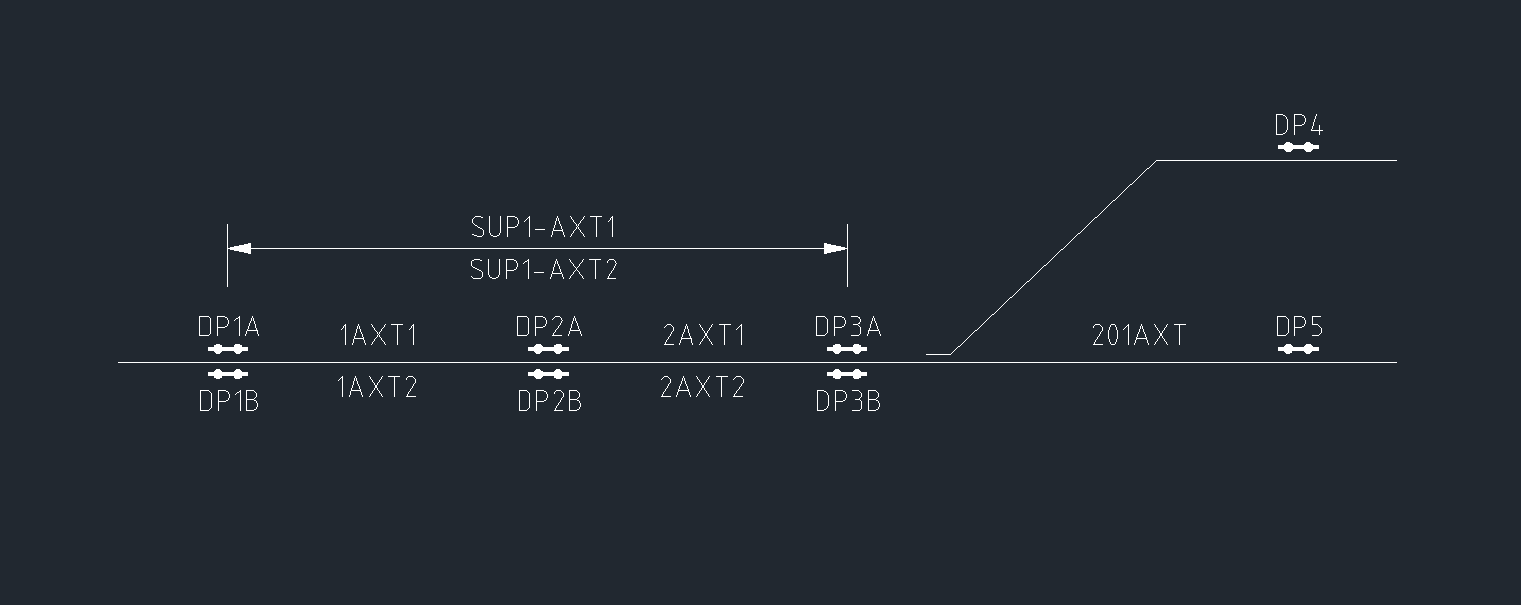 DP4
SUP1-AXT1
SUP1-AXT2
DP1A 1AXT1 DP2A 2AXT1 DP3A 201AXT DP5
1AXT2 2AXT2
DP1B DP2B DP3B